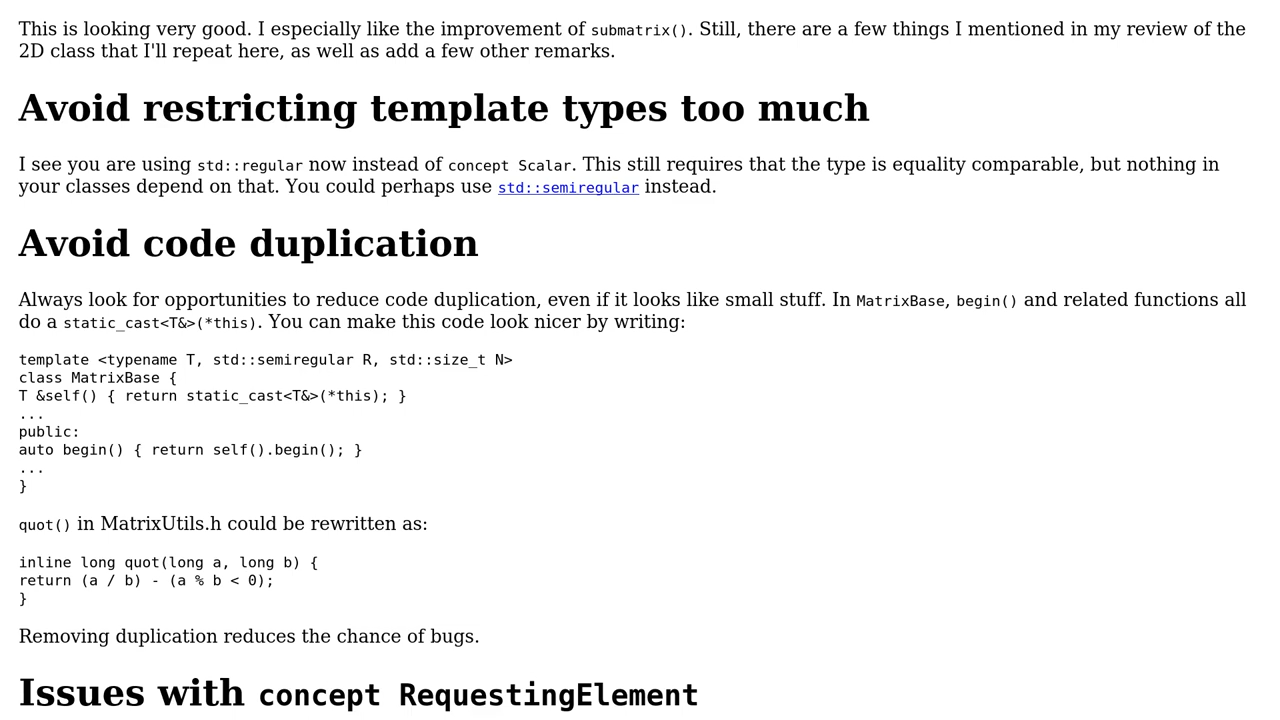 This is looking very good. I especially like the improvement of submatrix(). Still, there are a few things I mentioned in my review of the
2D class that I'll repeat here, as well as add a few other remarks.
Avoid restricting template types too much
I see you are using std::regular now instead of concept Scalar. This still requires that the type is equality comparable, but nothing in
your classes depend on that. You could perhaps use std::semiregular instead.
Avoid code duplication
Always look for opportunities to reduce code duplication, even if it looks like small stuff. In MatrixBase, begin() and related functions all
do a static_cast<T&>(*this). You can make this code look nicer by writing:
template <typename T, std::semiregular R, std::size_t N>
class MatrixBase {
T &self() { return static_cast<T&>(*this); }
...
public:
auto begin() { return self().begin(); }
...
}
quot() in MatrixUtils.h could be rewritten as:
inline long quot(long a, long b) {
return (a / b) - (a % b < 0);
}
Removing duplication reduces the chance of bugs.
Issues with concept RequestingElement